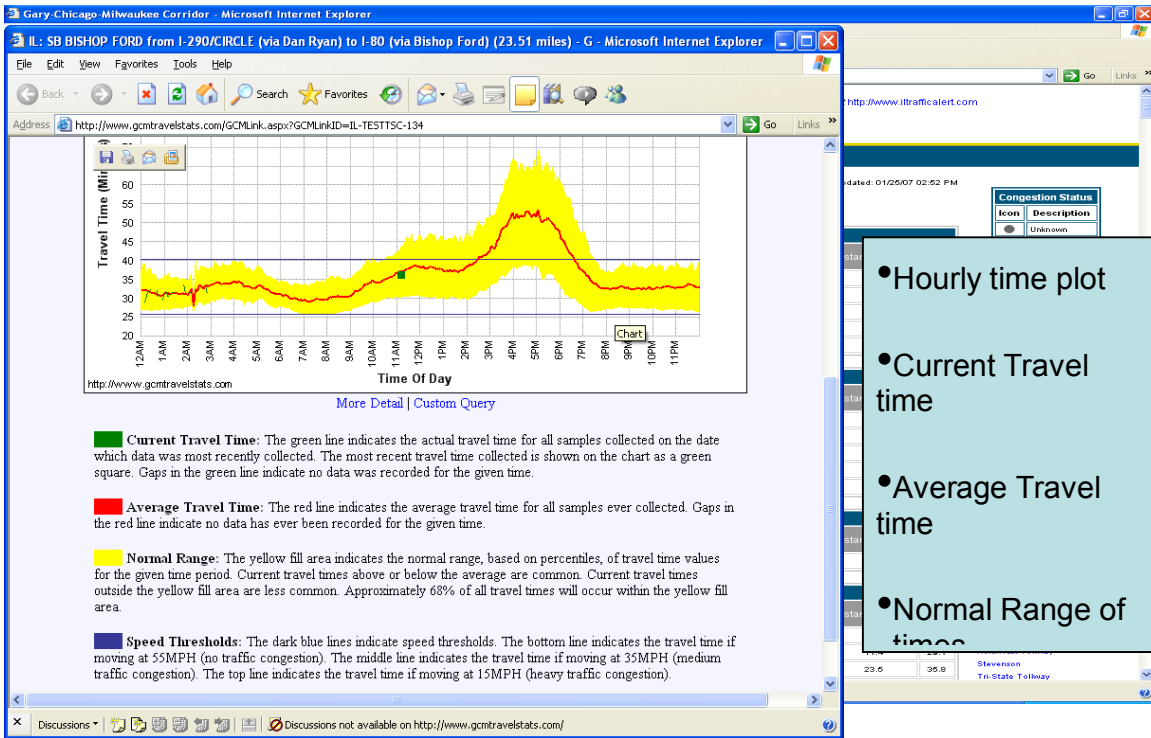 Gary-Chicago-Milwaukee Corridor - Microsoft Internet Explorer
IL: SB BISHOP FORD from I-290/CIRCLE (via Dan Ryan) to I-80 (via Bishop Ford) (23.51 miles) - G - Microsoft Internet Explorer
File Edit View Favorites Tools Help
Back Search Favorites
Address http://www.gcmtravelstats.com/GCMLink.aspx?GCMLinkID=IL-TESTTSC-134 Go Links »
Go Links »
http://www.iltrafficalert.com
dated: 01/25/07 02:52 PM
Congestion Status
Icon Description
Unknown
Travel Time
60
55
50
45
40
35
30
25
20
12AM 1AM 2AM 3AM 4AM 5AM 6AM 7AM 8AM 9AM 10AM 11AM 12PM 1PM 2PM 3PM 4PM 5PM 6PM 7PM 8PM 9PM 10PM 11PM
Chart
Time Of Day
http://www.gcmtravelstats.com
More Detail | Custom Query
Current Travel Time: The green line indicates the actual travel time for all samples collected on the date
which data was most recently collected. The most recent travel time collected is shown on the chart as a green
square. Gaps in the green line indicate no data was recorded for the given time.
Average Travel Time: The red line indicates the average travel time for all samples ever collected. Gaps in
the red line indicate no data has ever been recorded for the given time.
Normal Range: The yellow fill area indicates the normal range, based on percentiles, of travel time values
for the given time period. Current travel times above or below the average are common. Current travel times
outside the yellow fill area are less common. Approximately 68% of all travel times will occur within the yellow fill
area.
Speed Thresholds: The dark blue lines indicate speed thresholds. The bottom line indicates the travel time if
moving at 55MPH (no traffic congestion). The middle line indicates the travel time if moving at 35MPH (medium
traffic congestion). The top line indicates the travel time if moving at 15MPH (heavy traffic congestion).
•Hourly time plot
•Current Travel
time
•Average Travel
time
•Normal Range of
times
23.5 35.8 Stevenson
Tri-State Tollway
Discussions Discussions not available on http://www.gcmtravelstats.com/